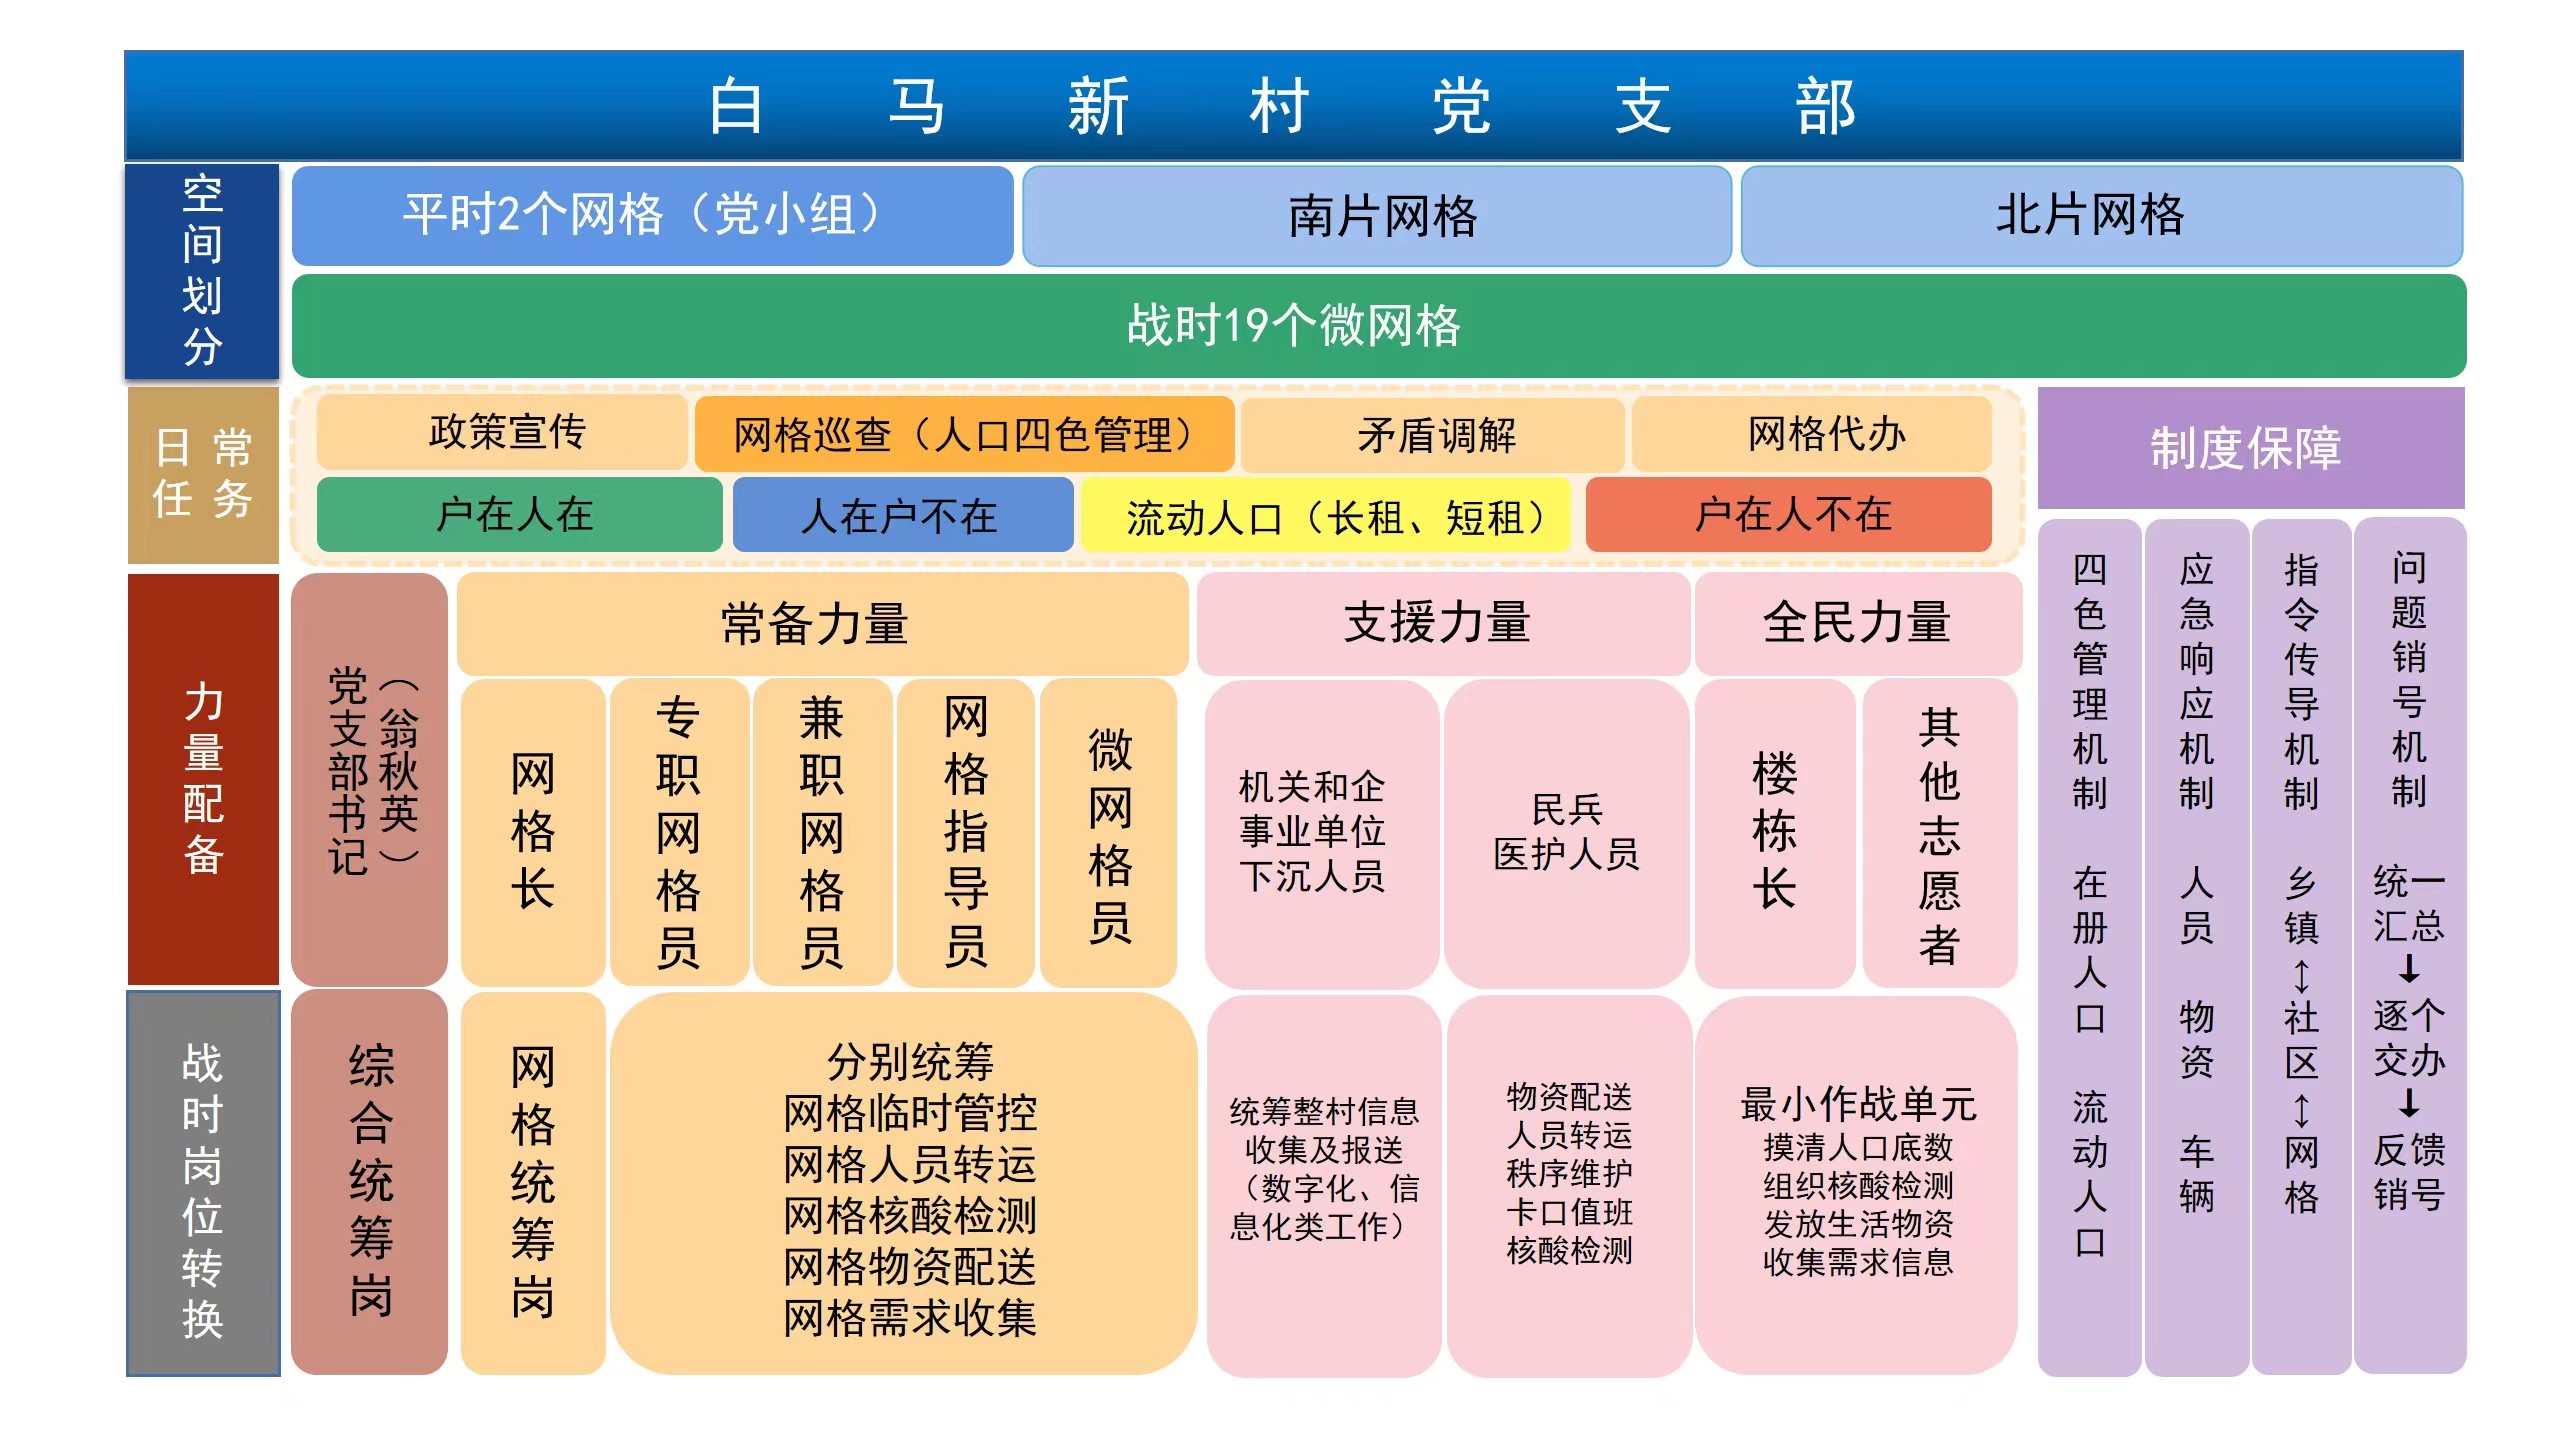 白马新村党支部
空间划分
平时2个网格（党小组）
南片网格
北片网格
战时19个微网格
日常
任务
政策宣传
网格巡查（人口四色管理）
矛盾调解
网格代办
户在人在
人在户不在
流动人口（长租、短租）
户在人不在
制度保障
四色管理机制 在册人口 流动人口
应急响应机制 人员 物资 车辆
指令传导机制 乡镇↕社区↕网格
问题销号机制
统一
汇总
↓
逐个
交办
↓
反馈
销号
力量配备
党支部书记
（翁秋英）
常备力量
支援力量
全民力量
网格长
专职网格员
兼职网格员
网格指导员
微网格员
机关和企
事业单位
下沉人员
民兵
医护人员
楼栋长
其他志愿者
战时岗位转换
综合统筹岗
网格统筹岗
分别统筹
网格临时管控
网格人员转运
网格核酸检测
网格物资配送
网格需求收集
统筹整村信息
收集及报送
（数字化、信
息化类工作）
物资配送
人员转运
秩序维护
卡口值班
核酸检测
最小作战单元
摸清人口底数
组织核酸检测
发放生活物资
收集需求信息